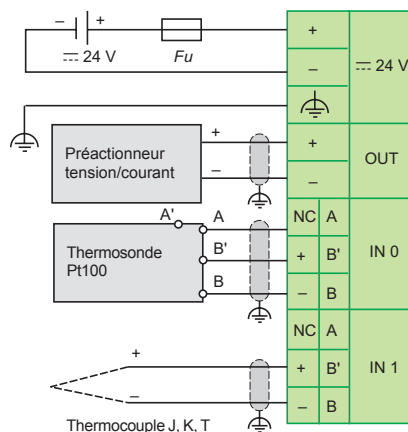 – +
⎓ 24 V
Fu
+
–
⎓ 24 V
Préactionneur
tension/courant
+
–
+
–
OUT
A'
A
Thermosonde
Pt100
B'
B
NC A
+ B'
– B
IN 0
+
–
Thermocouple J, K, T
NC A
+ B'
– B
IN 1